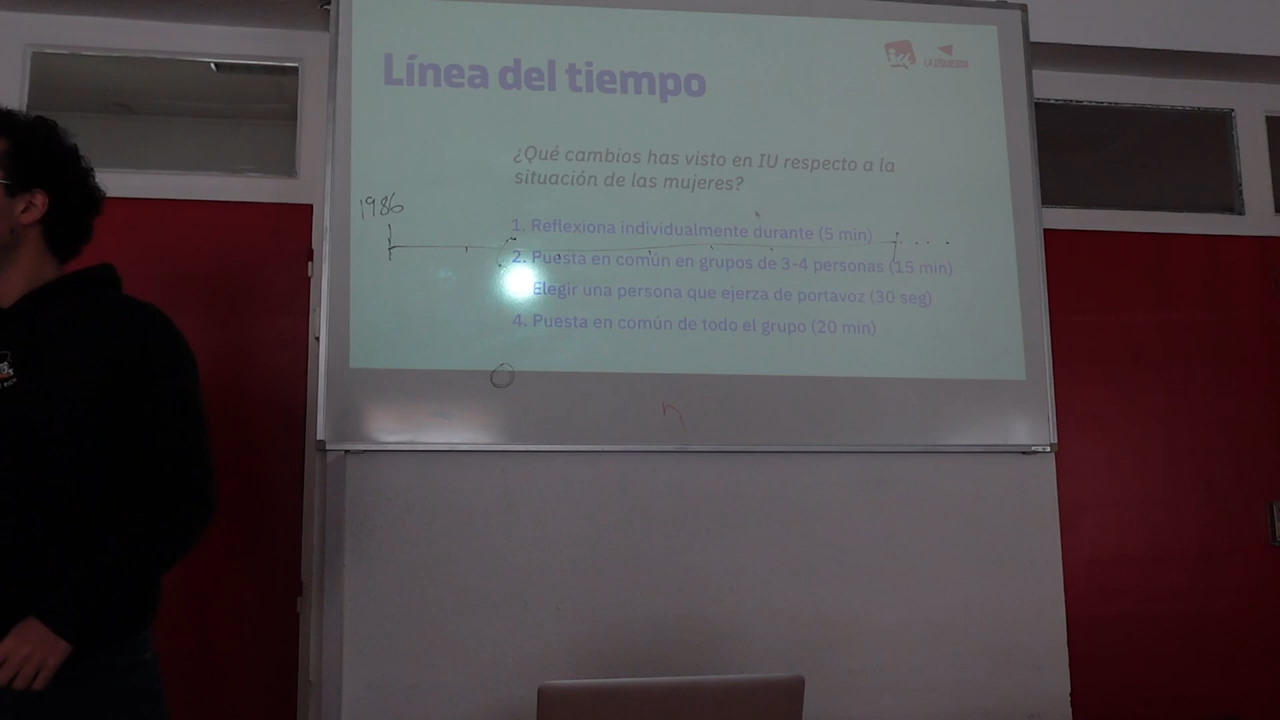 Línea del tiempo
LA IZQUIERDA
¿Qué cambios has visto en IU respecto a la
situación de las mujeres?
1986
1. Reflexiona individualmente durante (5 min)
2. Puesta en común en grupos de 3-4 personas (15 min)
Elegir una persona que ejerza de portavoz (30 seg)
4. Puesta en común de todo el grupo (20 min)